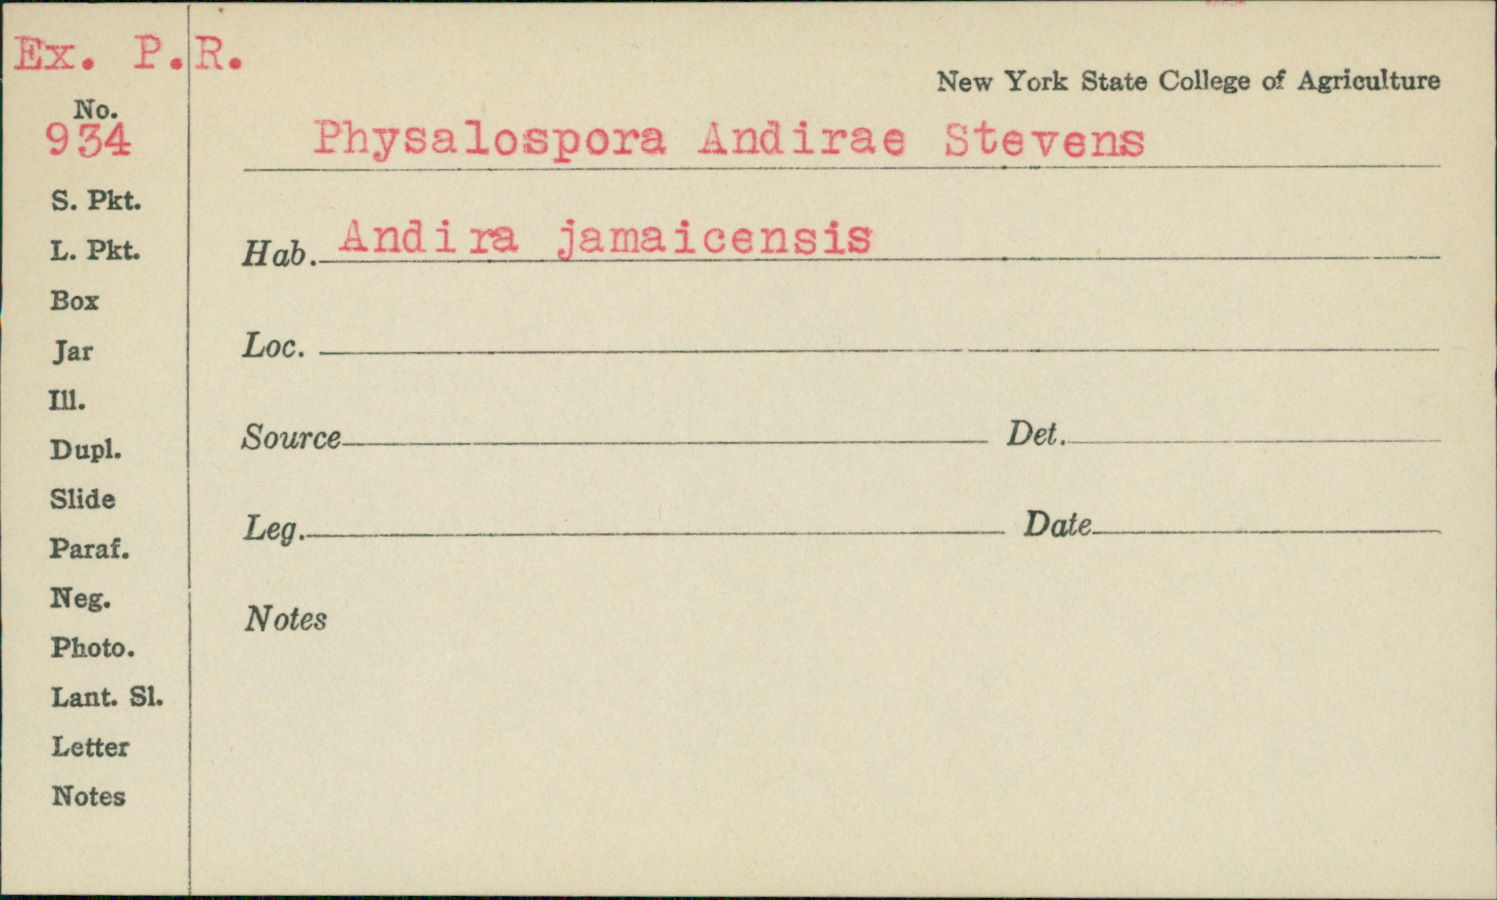 Ex. P.R.
New York State College of Agriculture
No.
934
Physalospora Andirae Stevens
S. Pkt.
L. Pkt.
Hab. Andira jamaicensis
Box
Jar
Loc.
Ill.
Dupl.
Source Det.
Slide
Leg. Date
Paraf.
Neg.
Notes
Photo.
Lant. Sl.
Letter
Notes